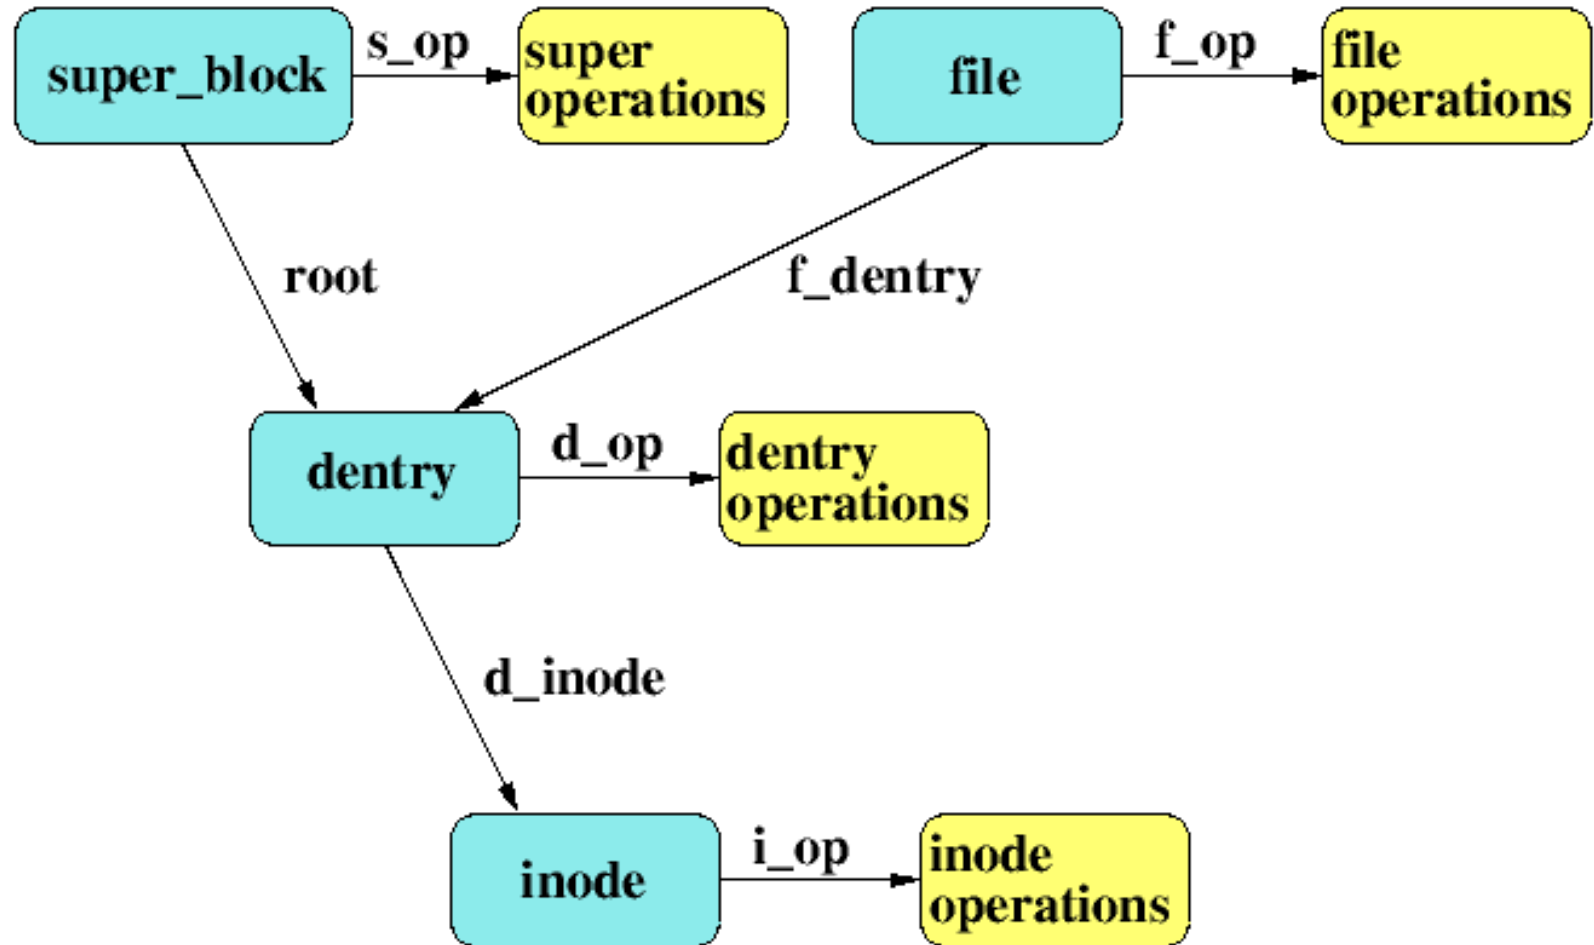 super_block
s_op
super
operations
file
f_op
file
operations
root
f_dentry
dentry
d_op
dentry
operations
d_inode
inode
i_op
inode
operations